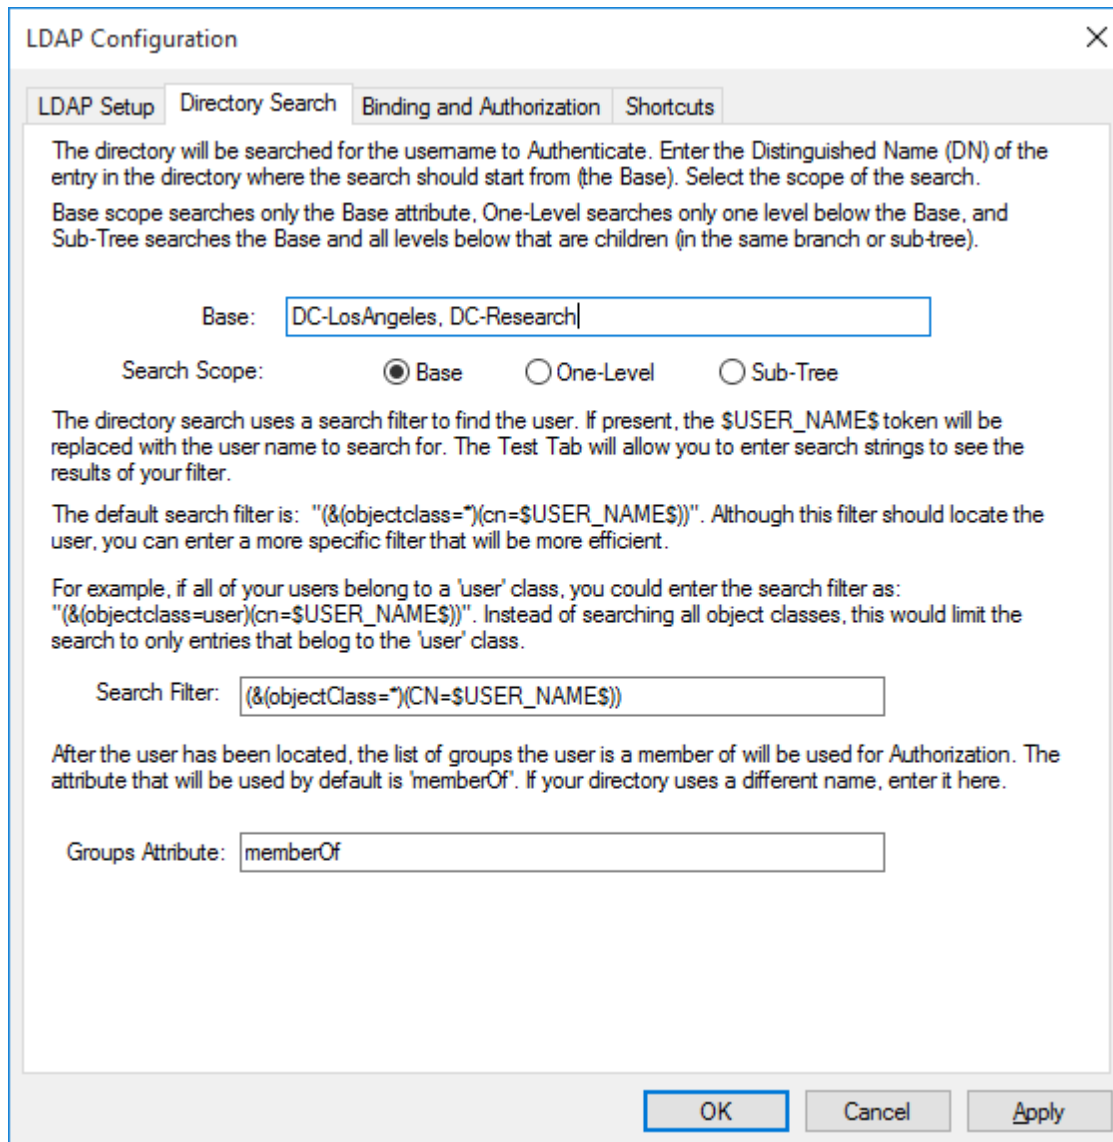 LDAP Configuration
LDAP Setup Directory Search Binding and Authorization Shortcuts
The directory will be searched for the username to Authenticate. Enter the Distinguished Name (DN) of the
entry in the directory where the search should start from (the Base). Select the scope of the search.
Base scope searches only the Base attribute, One-Level searches only one level below the Base, and
Sub-Tree searches the Base and all levels below that are children (in the same branch or sub-tree).
Base: DC-LosAngeles, DC-Research
Search Scope: Base One-Level Sub-Tree
The directory search uses a search filter to find the user. If present, the $USER_NAME$ token will be
replaced with the user name to search for. The Test Tab will allow you to enter search strings to see the
results of your filter.
The default search filter is: "(&(objectclass=*)(cn=$USER_NAME$))". Although this filter should locate the
user, you can enter a more specific filter that will be more efficient.
For example, if all of your users belong to a 'user' class, you could enter the search filter as:
"(&(objectclass=user)(cn=$USER_NAME$))". Instead of searching all object classes, this would limit the
search to only entries that belog to the 'user' class.
Search Filter: (&(objectClass=*)(CN=$USER_NAME$))
After the user has been located, the list of groups the user is a member of will be used for Authorization. The
attribute that will be used by default is 'memberOf'. If your directory uses a different name, enter it here.
Groups Attribute: memberOf
OK Cancel Apply